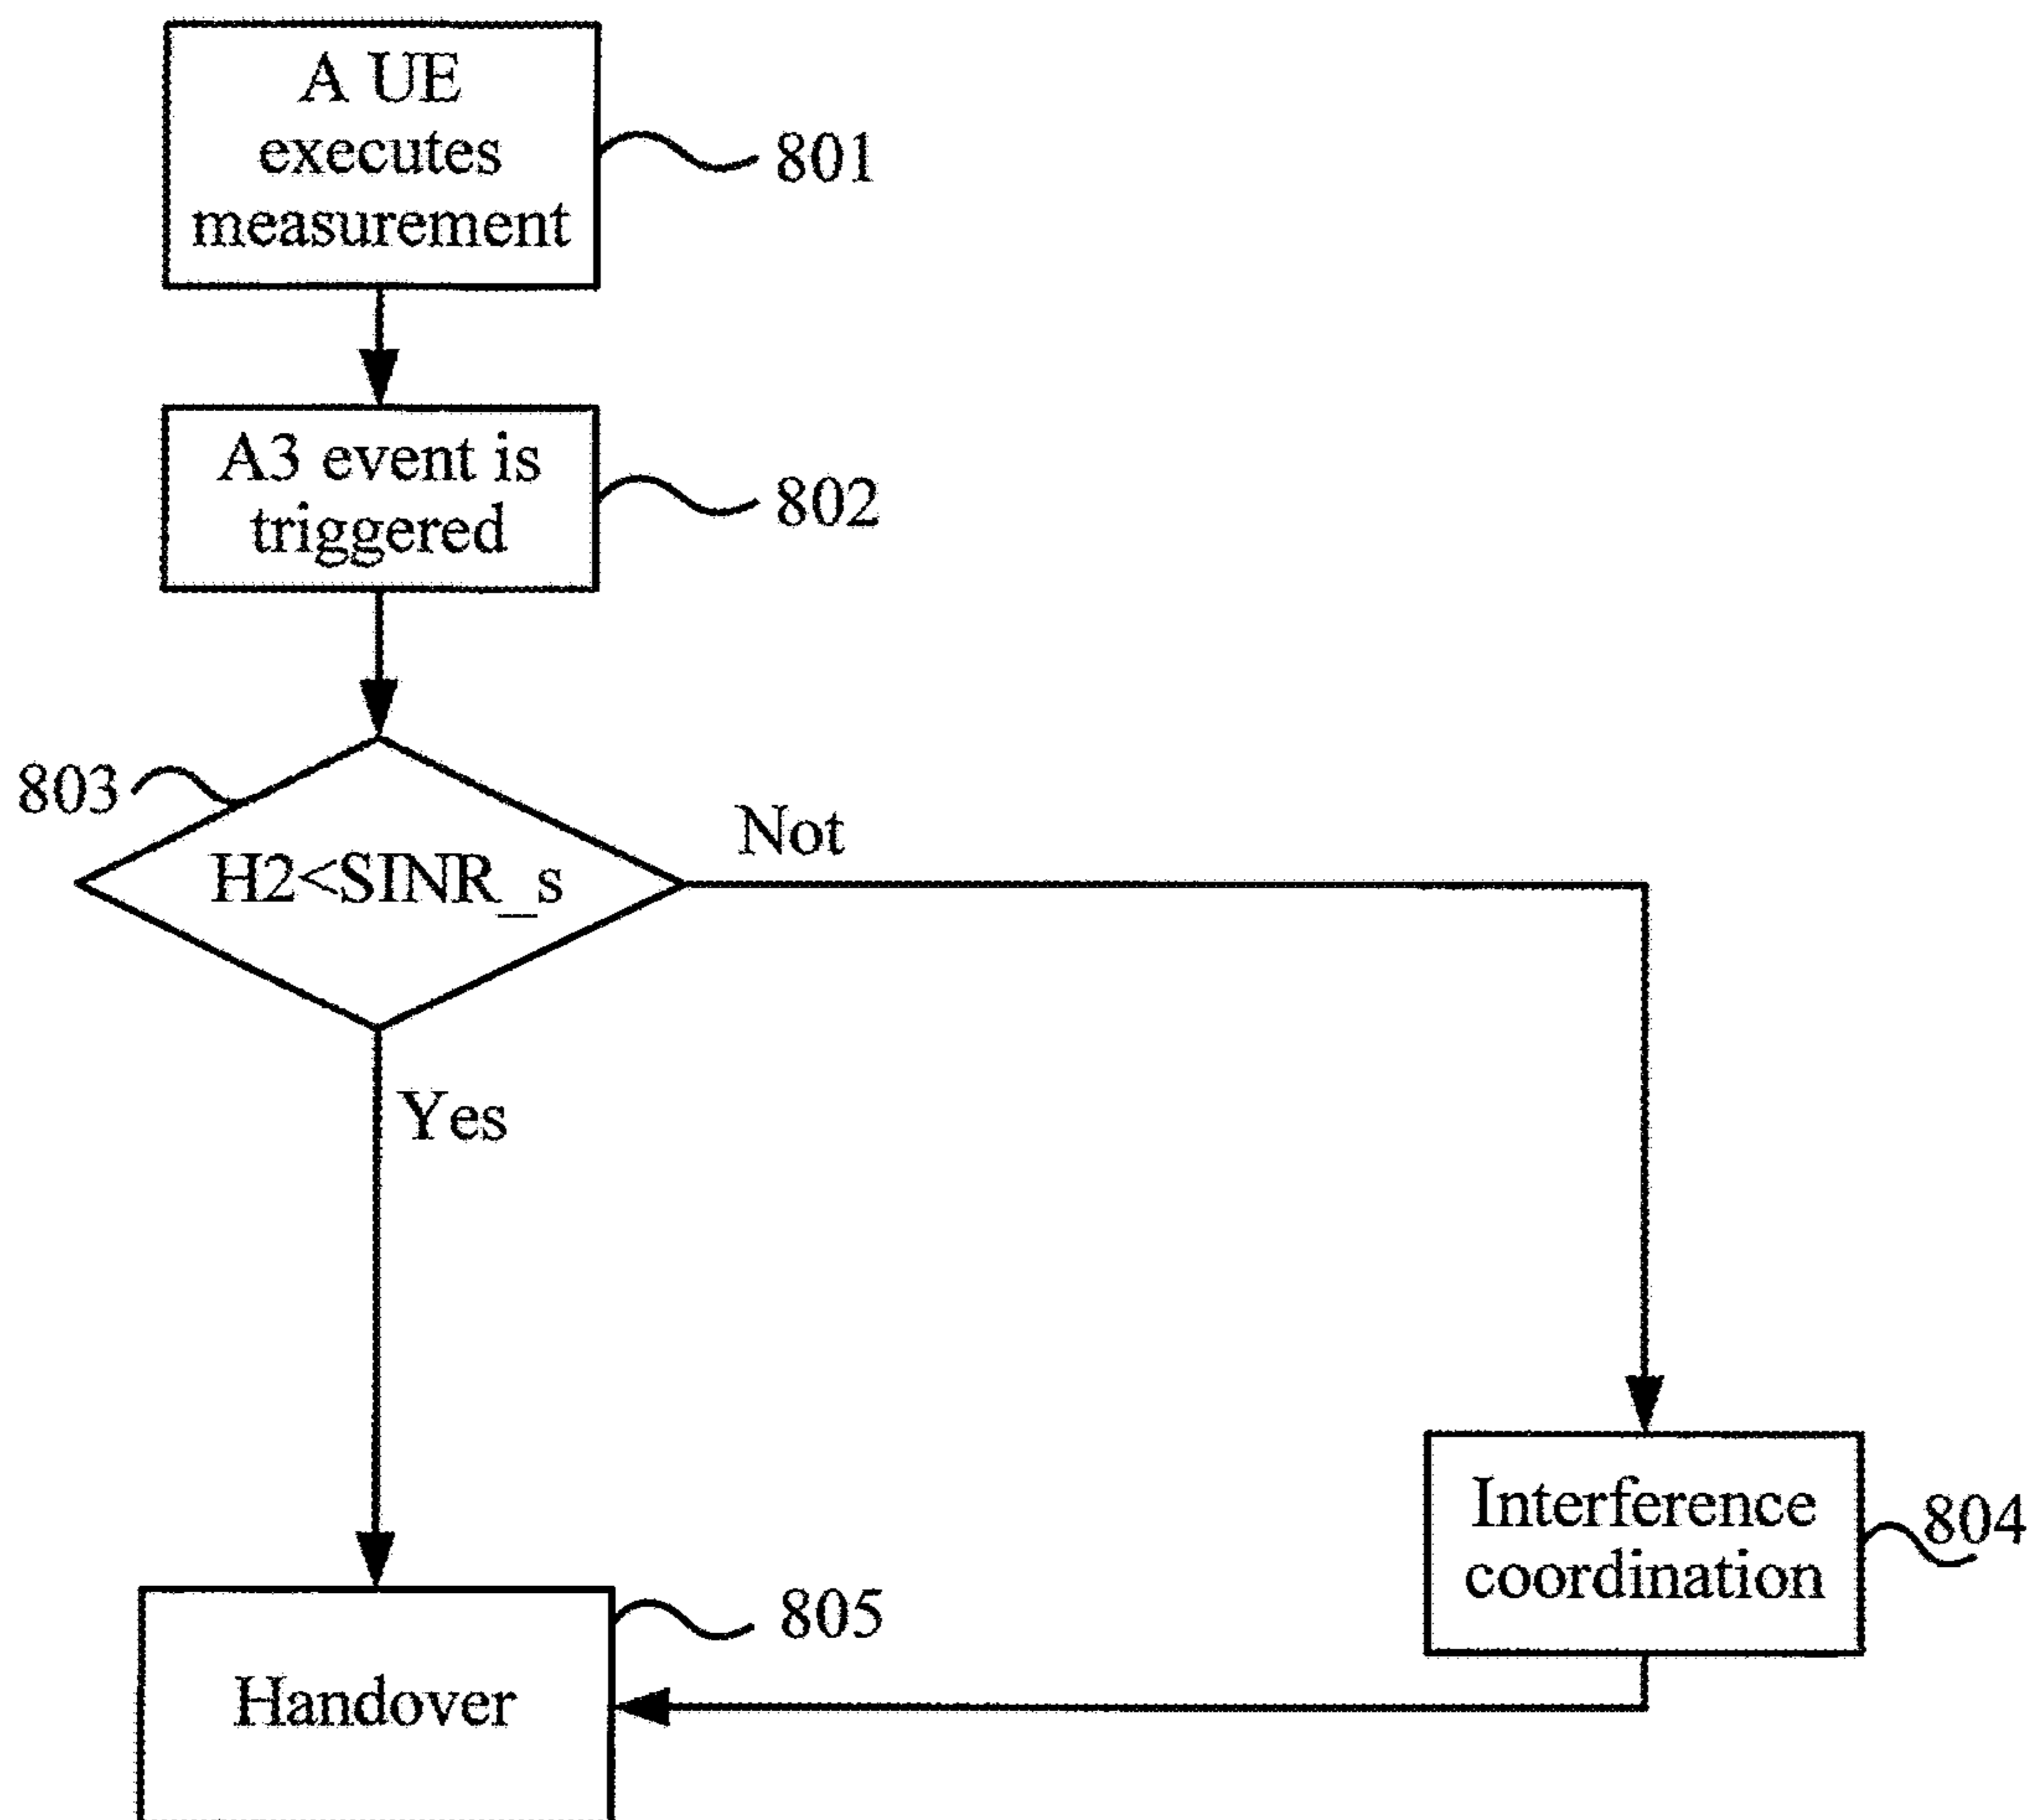 A UE
executes
measurement
801
A3 event is
triggered
802
803
H2<SINR_s
Not
Yes
Interference
coordination
804
805
Handover